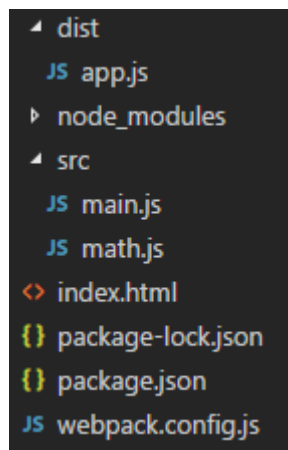 dist
JS app.js
node_modules
src
JS main.js
JS math.js
<> index.html
{} package-lock.json
{} package.json
JS webpack.config.js